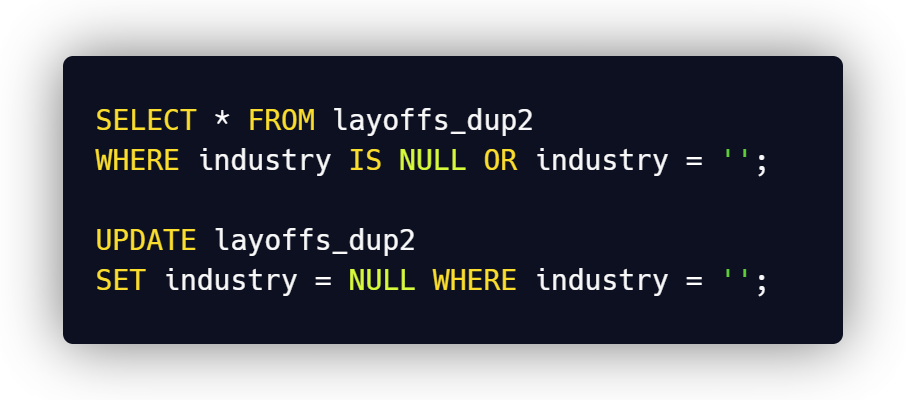 SELECT * FROM layoffs_dup2
WHERE industry IS NULL OR industry = '';
UPDATE layoffs_dup2
SET industry = NULL WHERE industry = '';